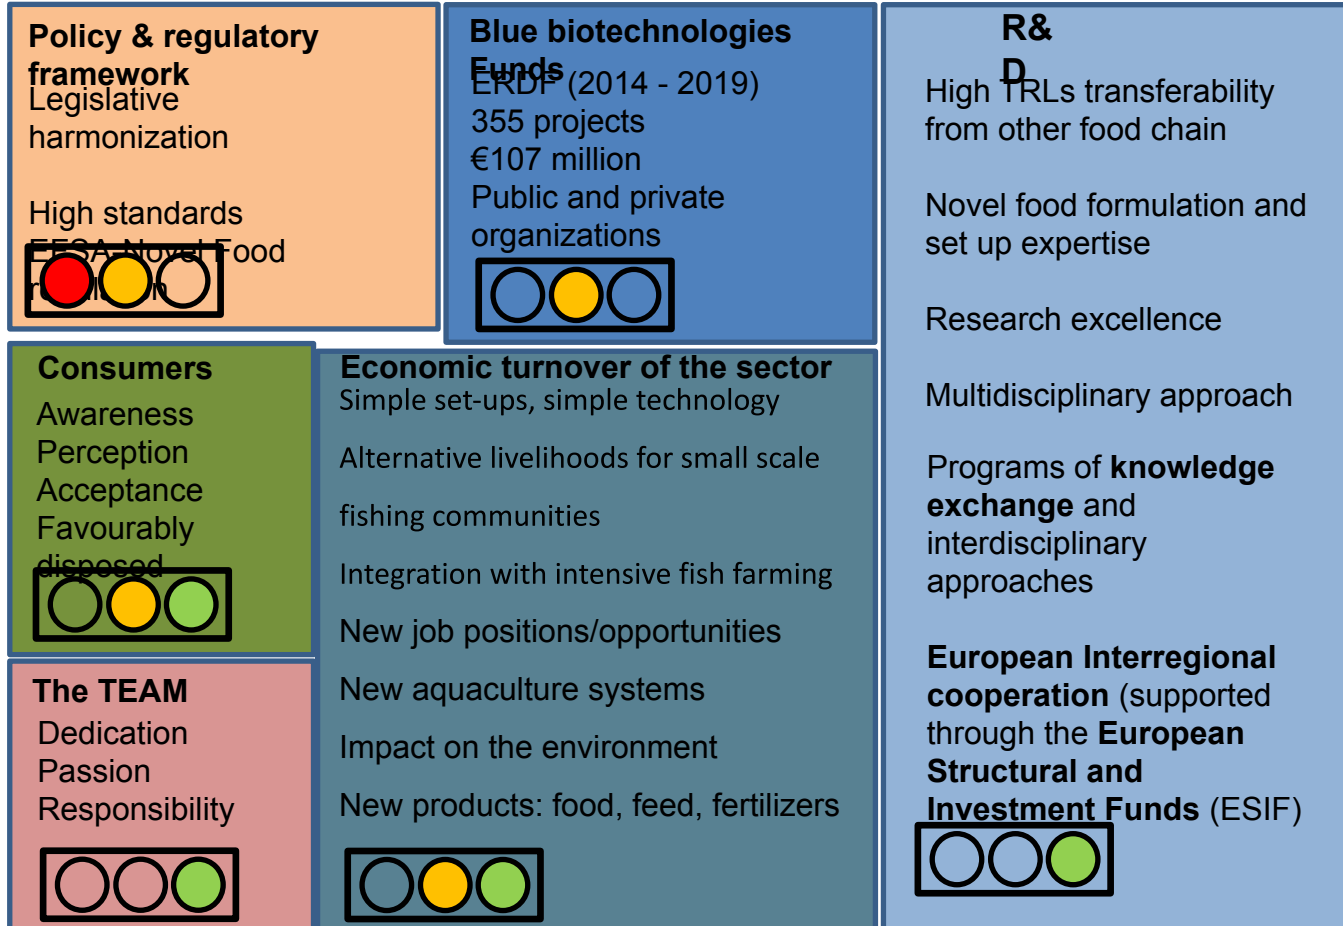 Policy & regulatory
framework
Legislative
harmonization
High standards
EFSA-Novel Food
regulation
Blue biotechnologies
Funds
ERDF (2014 - 2019)
355 projects
€107 million
Public and private
organizations
R&
D
High TRLs transferability
from other food chain
Novel food formulation and
set up expertise
Research excellence
Multidisciplinary approach
Programs of knowledge
exchange and
interdisciplinary
approaches
European Interregional
cooperation (supported
through the European
Structural and
Investment Funds (ESIF)
Consumers
Awareness
Perception
Acceptance
Favourably
disposed
Economic turnover of the sector
Simple set-ups, simple technology
Alternative livelihoods for small scale
fishing communities
Integration with intensive fish farming
New job positions/opportunities
New aquaculture systems
Impact on the environment
New products: food, feed, fertilizers
The TEAM
Dedication
Passion
Responsibility